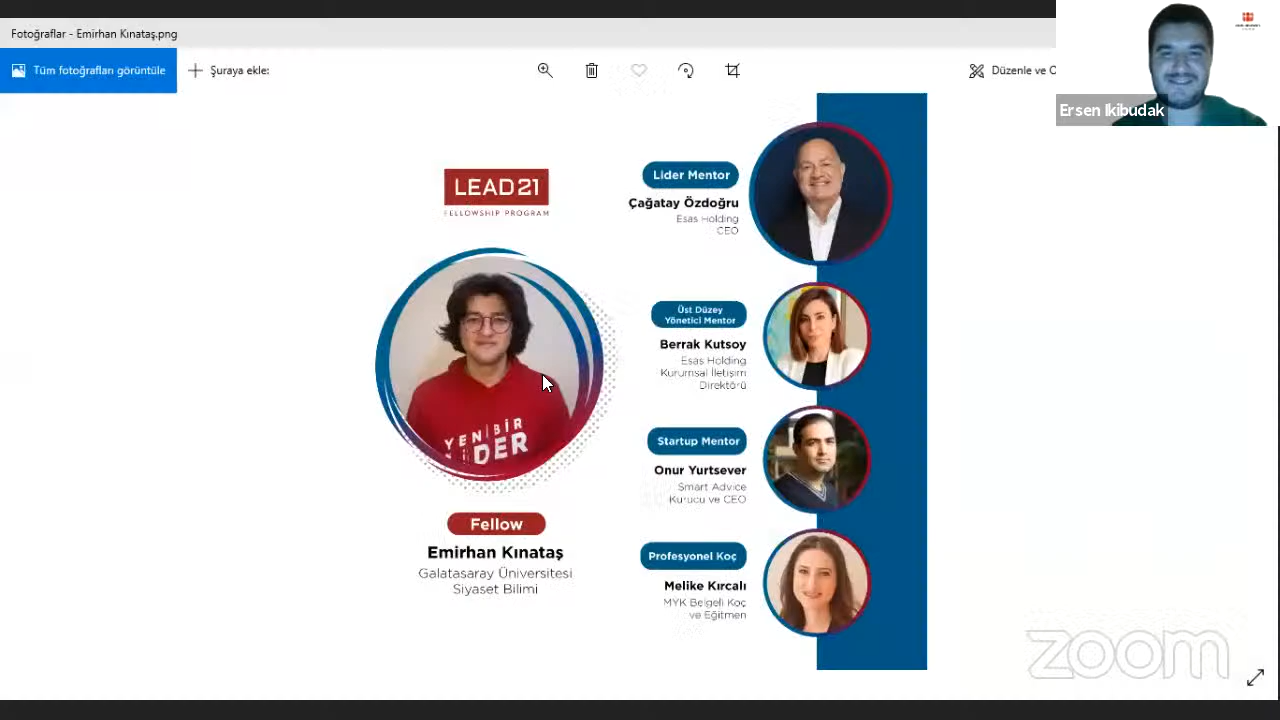 Fotoğraflar - Emirhan Kınataş.png
Tüm fotoğrafları görüntüle
Şuraya ekle:
Düzenle ve O
Ersen Ikibudak
LEAD21
FELLOWSHIP PROGRAM
YENİBİR
LİDER
Fellow
Emirhan Kınataş
Galatasaray Üniversitesi
Siyaset Bilimi
Lider Mentor
Çağatay Özdoğru
Esas Holding
CEO
Üst Düzey
Yönetici Mentor
Berrak Kutsoy
Esas Holding
Kurumsal İletişim
Direktörü
Startup Mentor
Onur Yurtsever
Smart Advice
Kurucu ve CEO
Profesyonel Koç
Melike Kırcalı
MYK Belgeli Koç
ve Eğitmen
zoom